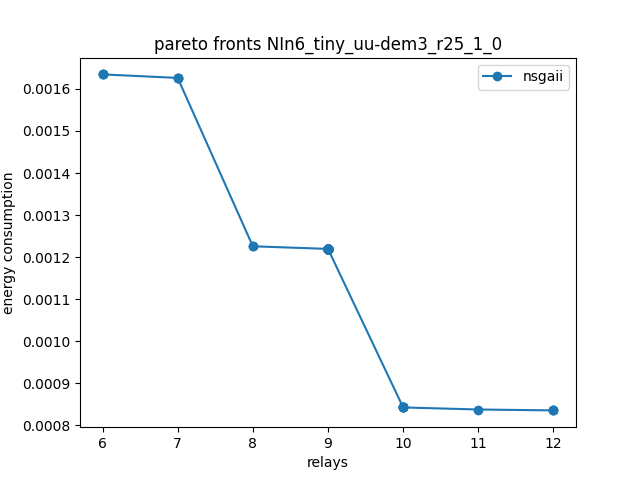 pareto fronts NIn6_tiny_uu-dem3_r25_1_0
nsgaii
0.0016
0.0015
0.0014
0.0013
0.0012
0.0011
0.0010
0.0009
0.0008
energy consumption
6 7 8 9 10 11 12
relays